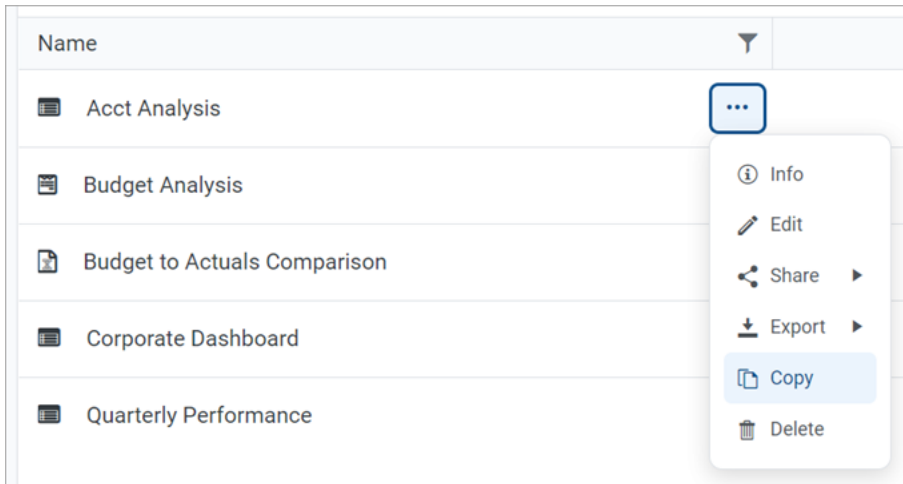 Name
Acct Analysis
Budget Analysis
Budget to Actuals Comparison
Corporate Dashboard
Quarterly Performance
Info
Edit
Share
Export
Copy
Delete